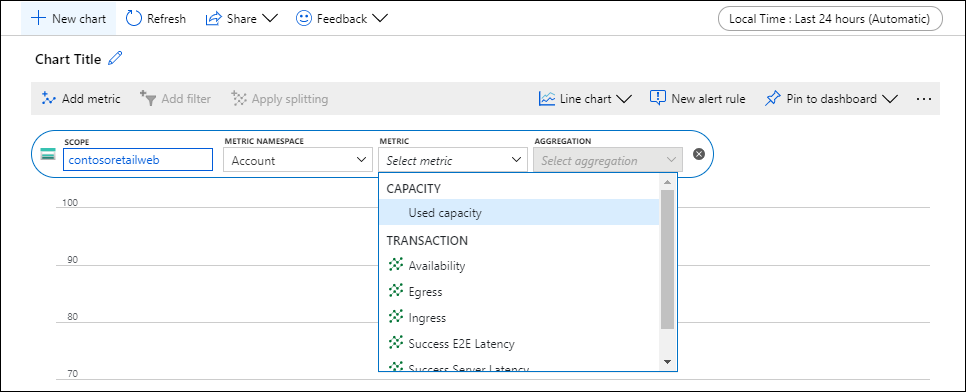 New chart Refresh Share Feedback Local Time : Last 24 hours (Automatic)
Chart Title
Add metric Add filter Apply splitting Line chart New alert rule Pin to dashboard ...
SCOPE METRIC NAMESPACE METRIC AGGREGATION
contosoretailweb Account Select metric Select aggregation
CAPACITY
100
Used capacity
TRANSACTION
90
Availability
Egress
80
Ingress
Success E2E Latency
Success Server Latency
70